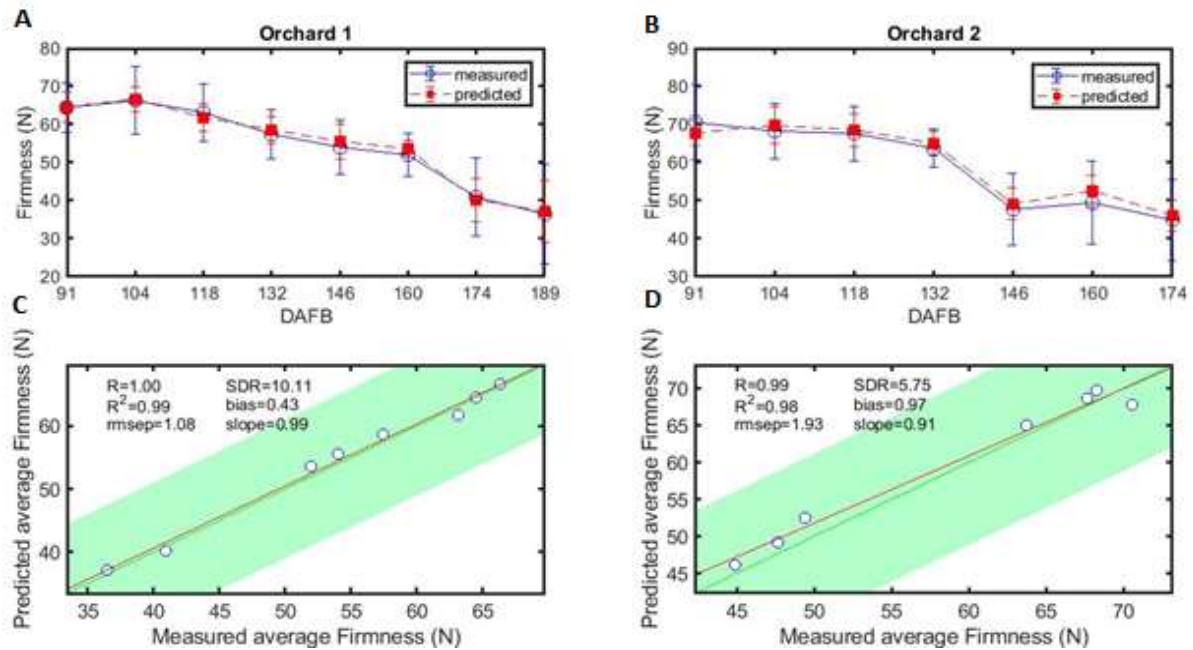 A
Orchard 1
Firmness (N)
80
70
60
50
40
30
20
measured
predicted
91 104 118 132 146 160 174 189
DAFB
B
Orchard 2
Firmness (N)
90
80
70
60
50
40
30
measured
predicted
91 104 118 132 146 160 174
DAFB
C
Predicted average Firmness (N)
60
50
40
R=1.00 SDR=10.11
R²=0.99 bias=0.43
rmsep=1.08 slope=0.99
35 40 45 50 55 60 65
Measured average Firmness (N)
D
Predicted average Firmness (N)
70
65
60
55
50
45
R=0.99 SDR=5.75
R²=0.98 bias=0.97
rmsep=1.93 slope=0.91
45 50 55 60 65 70
Measured average Firmness (N)